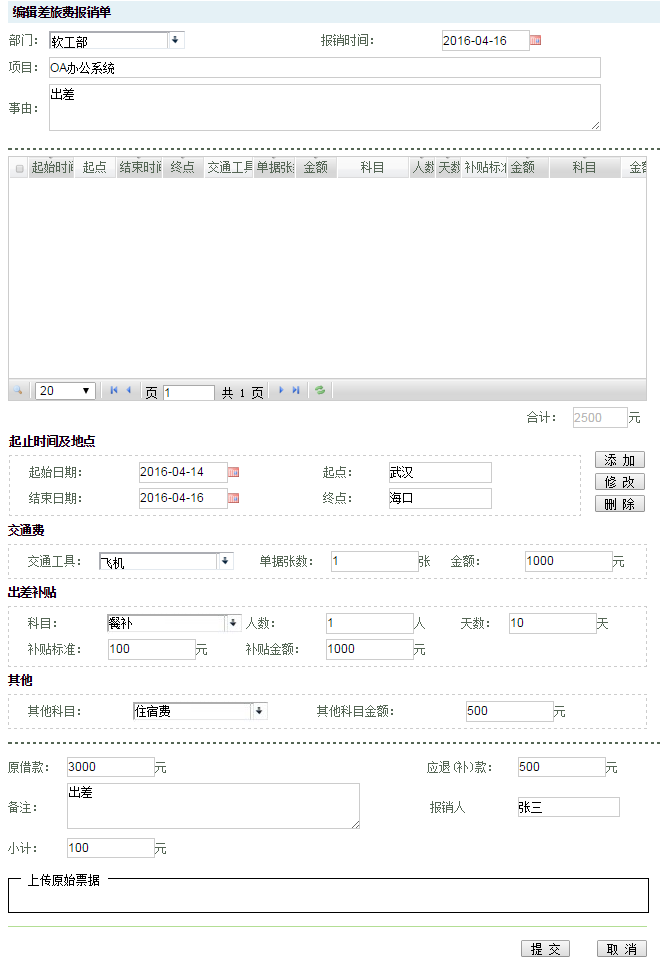 编辑差旅费报销单
部门： 软工部 报销时间： 2016-04-16
项目： OA办公系统
事由： 出差
起始时间 起点 结束时间 终点 交通工具 单据张 金额 科目 人数 天数 补贴标准 金额 科目 金额
20 页 1 共 1 页
合计： 2500 元
起止时间及地点
添 加
起始日期： 2016-04-14 起点： 武汉
修 改
结束日期： 2016-04-16 终点： 海口
删 除
交通费
交通工具： 飞机 单据张数： 1 张 金额： 1000 元
出差补贴
科目： 餐补 人数： 1 人 天数： 10 天
补贴标准： 100 元 补贴金额： 1000 元
其他
其他科目： 住宿费 其他科目金额： 500 元
原借款： 3000 元 应退(补)款： 500 元
备注： 出差 报销人 张三
小计： 100 元
上传原始票据
提 交 取 消